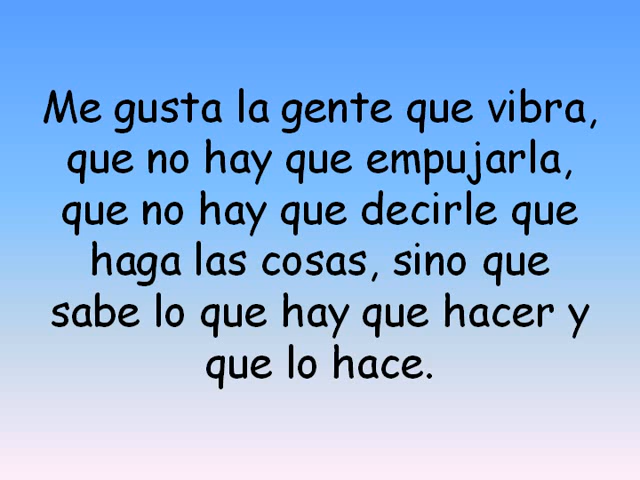 Me gusta la gente que vibra,
que no hay que empujarla,
que no hay que decirle que
haga las cosas, sino que
sabe lo que hay que hacer y
que lo hace.